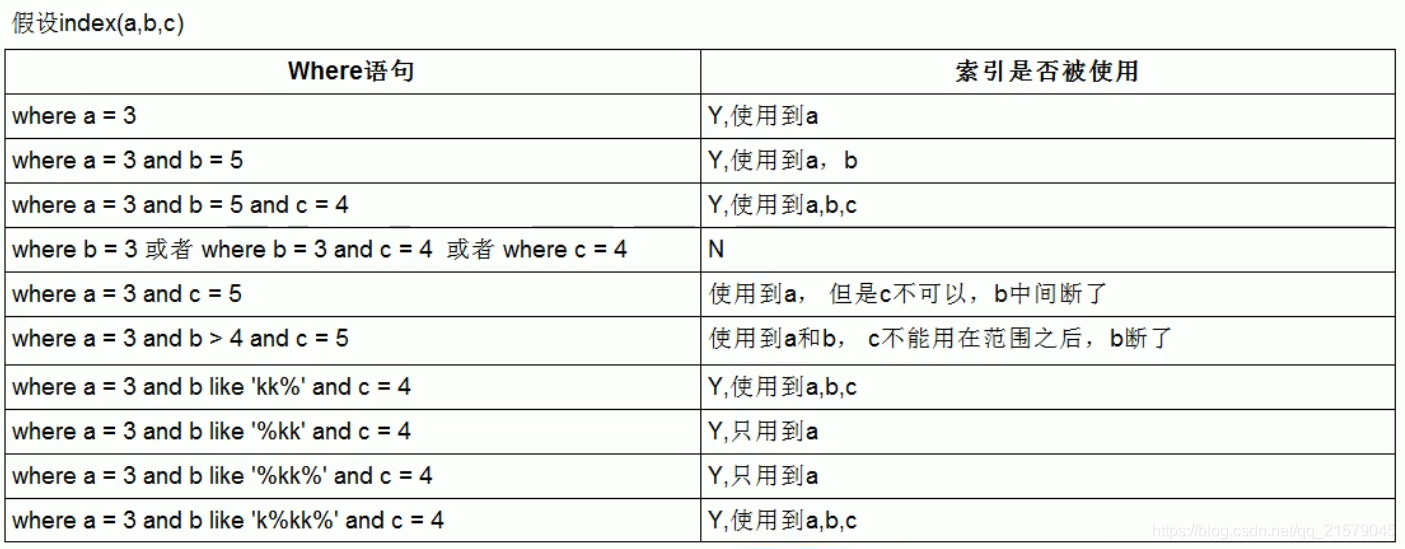 假设index(a,b,c)
Where语句 索引是否被使用
where a = 3 Y,使用到a
where a = 3 and b = 5 Y,使用到a，b
where a = 3 and b = 5 and c = 4 Y,使用到a,b,c
where b = 3 或者 where b = 3 and c = 4 或者 where c = 4 N
where a = 3 and c = 5 使用到a， 但是c不可以，b中间断了
where a = 3 and b > 4 and c = 5 使用到a和b， c不能用在范围之后，b断了
where a = 3 and b like 'kk%' and c = 4 Y,使用到a,b,c
where a = 3 and b like '%kk' and c = 4 Y,只用到a
where a = 3 and b like '%kk%' and c = 4 Y,只用到a
where a = 3 and b like 'k%kk%' and c = 4 Y,使用到a,b,c
https://blog.csdn.net/qq_21579045